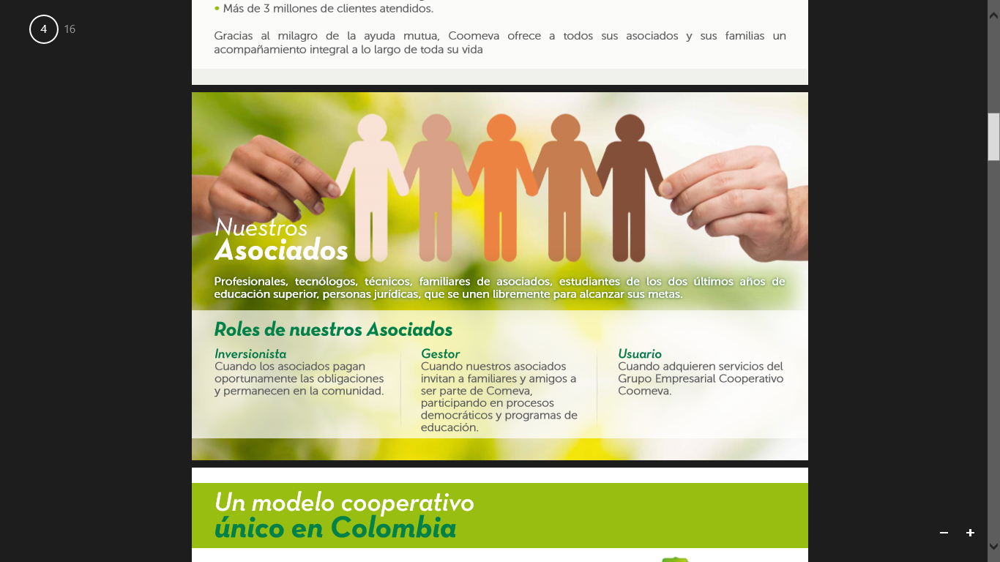 4 16
• Más de 3 millones de clientes atendidos.
Gracias al milagro de la ayuda mutua, Coomeva ofrece a todos sus asociados y sus familias un
acompañamiento integral a lo largo de toda su vida
Nuestros
Asociados
Profesionales, tecnólogos, técnicos, familiares de asociados, estudiantes de los dos últimos años de
educación superior, personas jurídicas, que se unen libremente para alcanzar sus metas.
Roles de nuestros Asociados
Inversionista
Cuando los asociados pagan
oportunamente las obligaciones
y permanecen en la comunidad.
Gestor
Cuando nuestros asociados
invitan a familiares y amigos a
ser parte de Comeva,
participando en procesos
democráticos y programas de
educación.
Usuario
Cuando adquieren servicios del
Grupo Empresarial Cooperativo
Coomeva.
Un modelo cooperativo
único en Colombia